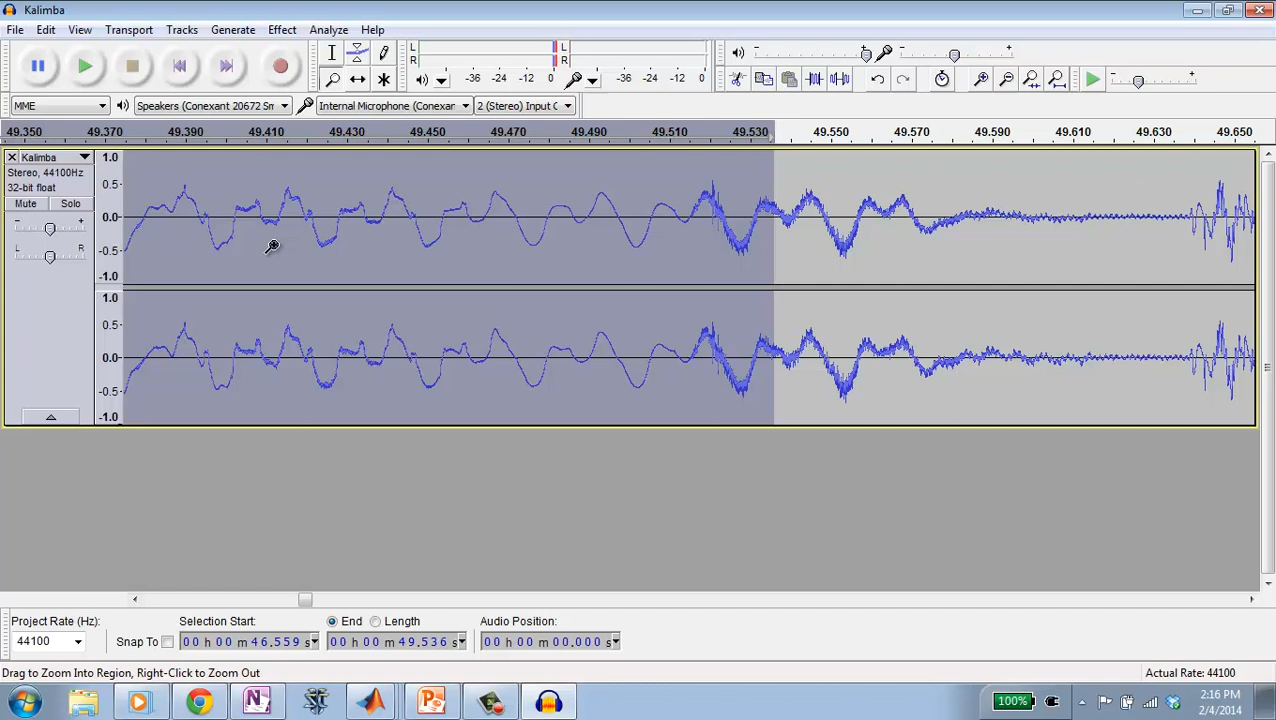 Kalimba
File Edit View Transport Tracks Generate Effect Analyze Help
L L
R R
-36 -24 -12 0 -36 -24 -12 0
MME Speakers (Conexant 20672 Sm Internal Microphone (Conexar 2 (Stereo) Input C
49.350 49.370 49.390 49.410 49.430 49.450 49.470 49.490 49.510 49.530 49.550 49.570 49.590 49.610 49.630 49.650
Kalimba 1.0
Stereo, 44100Hz
32-bit float 0.5
Mute Solo
- + 0.0
L R
-0.5
-1.0
1.0
0.5
0.0
-0.5
-1.0
Project Rate (Hz): Selection Start: End Length Audio Position:
44100 Snap To 00 h 00 m 46.559 s 00 h 00 m 49.536 s 00 h 00 m 00.000 s
Drag to Zoom Into Region, Right-Click to Zoom Out Actual Rate: 44100
100% 2:16 PM
2/4/2014